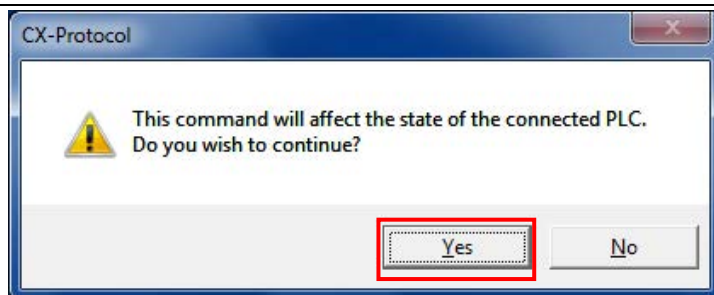 CX-Protocol
This command will affect the state of the connected PLC.
Do you wish to continue?
Yes
No